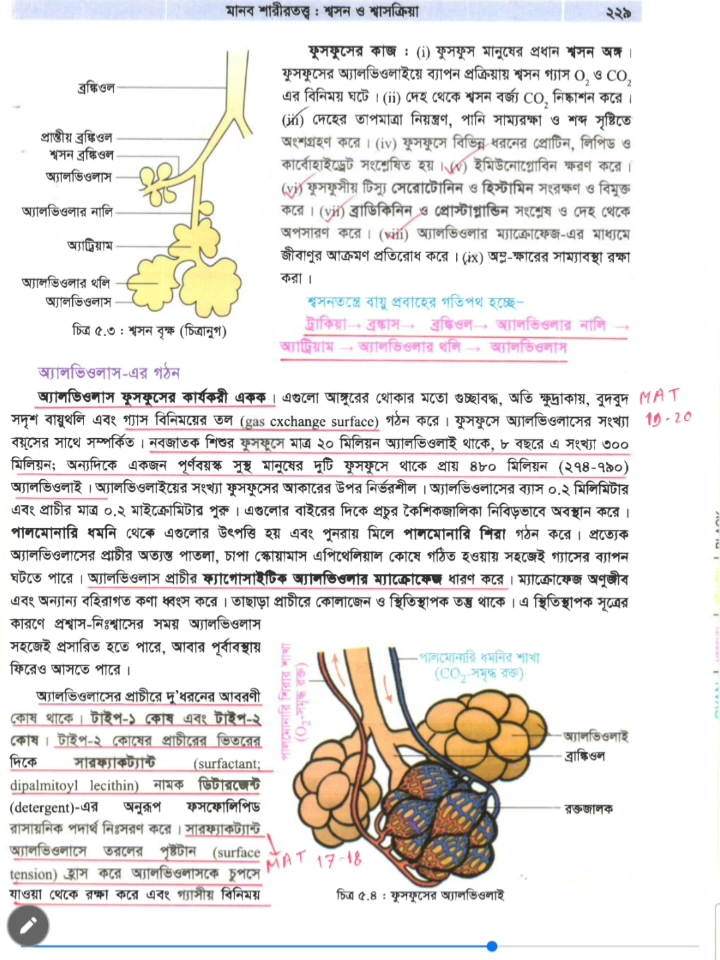 মানব শারীরতত্ত্ব : শ্বসন ও শ্বাসক্রিয়া ২২৯
ব্রঙ্কিওল
প্রান্তীয় ব্রঙ্কিওল
শ্বসন ব্রঙ্কিওল
অ্যালভিওলাস
অ্যালভিওলার নালি
অ্যাট্রিয়াম
অ্যালভিওলার থলি
অ্যালভিওলাস
চিত্র ৫.৩ : শ্বসন বৃক্ষ (চিত্রানুগ)
ফুসফুসের কাজ : (i) ফুসফুস মানুষের প্রধান শ্বসন অঙ্গ।
ফুসফুসের অ্যালভিওলাইয়ে ব্যাপন প্রক্রিয়ায় শ্বসন গ্যাস O₂ ও CO₂
এর বিনিময় ঘটে। (ii) দেহ থেকে শ্বসন বর্জ্য CO₂ নিষ্কাশন করে।
(iii) দেহের তাপমাত্রা নিয়ন্ত্রণ, পানি সাম্যরক্ষা ও শব্দ সৃষ্টিতে
অংশগ্রহণ করে। (iv) ফুসফুসে বিভিন্ন ধরনের প্রোটিন, লিপিড ও
কার্বোহাইড্রেট সংশ্লেষিত হয়। (v) ইমিউনোগ্লোবিন ক্ষরণ করে।
(vi) ফুসফুসীয় টিস্যু সেরোটোনিন ও হিস্টামিন সংরক্ষণ ও বিমুক্ত
করে। (vii) ব্রাডিকিনিন ও প্রোস্টাগ্লান্ডিন সংশ্লেষ ও দেহ থেকে
অপসারণ করে। (viii) অ্যালভিওলার ম্যাক্রোফেজ-এর মাধ্যমে
জীবাণুর আক্রমণ প্রতিরোধ করে। (ix) অম্ল-ক্ষারের সাম্যাবস্থা রক্ষা
করা।
শ্বসনতন্ত্রে বায়ু প্রবাহের গতিপথ হচ্ছে–
ট্রাকিয়া → ব্রঙ্কাস → ব্রঙ্কিওল → অ্যালভিওলার নালি →
অ্যাট্রিয়াম → অ্যালভিওলার থলি → অ্যালভিওলাস
অ্যালভিওলাস-এর গঠন
অ্যালভিওলাস ফুসফুসের কার্যকরী একক। এগুলো আঙ্গুরের থোকার মতো গুচ্ছাবদ্ধ, অতি ক্ষুদ্রাকায়, বুদবুদ
সদৃশ বায়ুথলি এবং গ্যাস বিনিময়ের তল (gas exchange surface) গঠন করে। ফুসফুসে অ্যালভিওলাসের সংখ্যা
বয়সের সাথে সম্পর্কিত। নবজাতক শিশুর ফুসফুসে মাত্র ২০ মিলিয়ন অ্যালভিওলাই থাকে, ৮ বছরে এ সংখ্যা ৩০০
মিলিয়ন; অন্যদিকে একজন পূর্ণবয়স্ক সুস্থ মানুষের দুটি ফুসফুসে থাকে প্রায় ৪৮০ মিলিয়ন (২৭৪-৭৯০)
অ্যালভিওলাই। অ্যালভিওলাইয়ের সংখ্যা ফুসফুসের আকারের উপর নির্ভরশীল। অ্যালভিওলাসের ব্যাস ০.২ মিলিমিটার
এবং প্রাচীর মাত্র ০.২ মাইক্রোমিটার পুরু। এগুলোর বাইরের দিকে প্রচুর কৈশিকজালিকা নিবিড়ভাবে অবস্থান করে।
পালমোনারি ধমনি থেকে এগুলোর উৎপত্তি হয় এবং পুনরায় মিলে পালমোনারি শিরা গঠন করে। প্রত্যেক
অ্যালভিওলাসের প্রাচীর অত্যন্ত পাতলা, চাপা স্কোয়ামাস এপিথেলিয়াল কোষে গঠিত হওয়ায় সহজেই গ্যাসের ব্যাপন
ঘটতে পারে। অ্যালভিওলাস প্রাচীর ফ্যাগোসাইটিক অ্যালভিওলার ম্যাক্রোফেজ ধারণ করে। ম্যাক্রোফেজ অণুজীব
এবং অন্যান্য বহিরাগত কণা ধ্বংস করে। তাছাড়া প্রাচীরে কোলাজেন ও স্থিতিস্থাপক তন্তু থাকে। এ স্থিতিস্থাপক সূত্রের
কারণে প্রশ্বাস-নিঃশ্বাসের সময় অ্যালভিওলাস
সহজেই প্রসারিত হতে পারে, আবার পূর্বাবস্থায়
ফিরেও আসতে পারে।
অ্যালভিওলাসের প্রাচীরে দু'ধরনের আবরণী
কোষ থাকে। টাইপ-১ কোষ এবং টাইপ-২
কোষ। টাইপ-২ কোষের প্রাচীরের ভিতরের
দিকে সারফ্যাকট্যান্ট (surfactant;
dipalmitoyl lecithin) নামক ডিটারজেন্ট
(detergent)-এর অনুরূপ ফসফোলিপিড
রাসায়নিক পদার্থ নিঃসরণ করে। সারফ্যাকট্যান্ট
অ্যালভিওলাসে তরলের পৃষ্টটান (surface
tension) হ্রাস করে অ্যালভিওলাসকে চুপসে
যাওয়া থেকে রক্ষা করে এবং গ্যাসীয় বিনিময়
MAT
19-20
MAT 17-18
পালমোনারি শিরার শাখা
(O₂-সমৃদ্ধ রক্ত)
পালমোনারি ধমনির শাখা
(CO₂-সমৃদ্ধ রক্ত)
অ্যালভিওলাই
ব্রাঙ্কিওল
রক্তজালক
চিত্র ৫.৪ : ফুসফুসের অ্যালভিওলাই